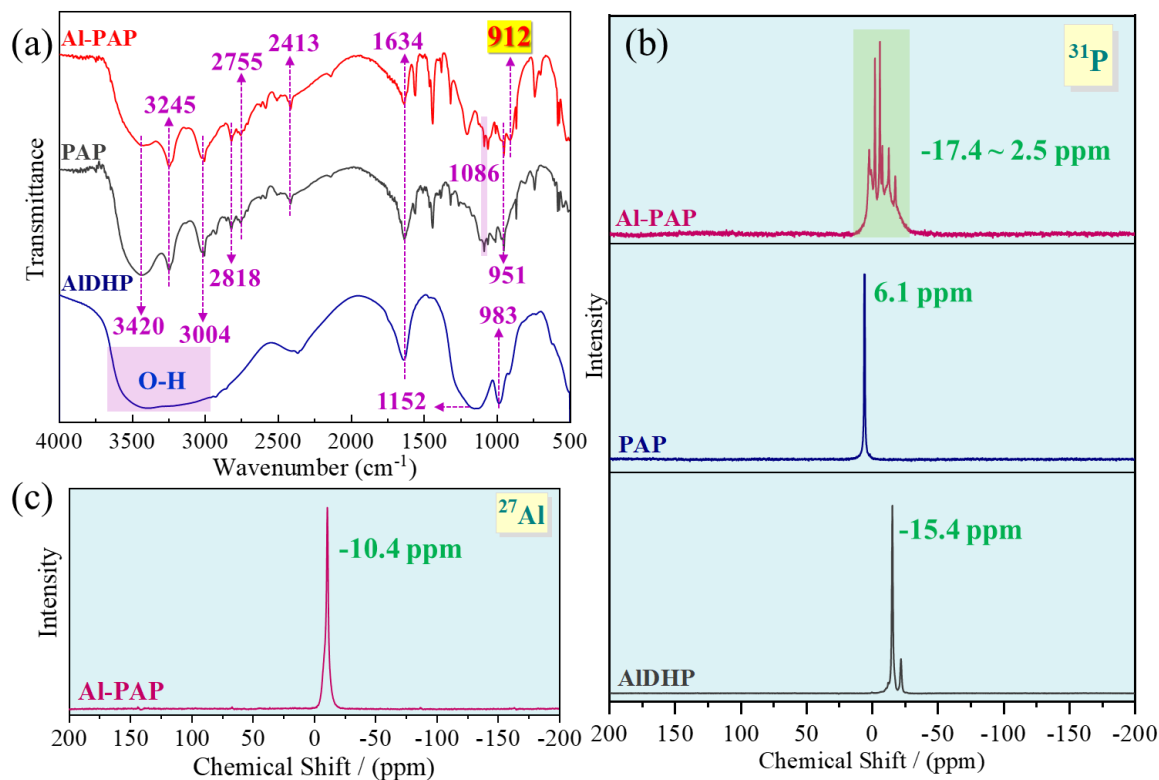 (a)
Al-PAP
3245
2755
2413
1634
912
PAP
1086
2818
951
AlDHP
3420
3004
983
O-H
1152
Transmittance
4000 3500 3000 2500 2000 1500 1000 500
Wavenumber (cm-1)
(b)
31P
-17.4 ~ 2.5 ppm
Al-PAP
6.1 ppm
PAP
-15.4 ppm
AlDHP
Intensity
200 150 100 50 0 -50 -100 -150 -200
Chemical Shift / (ppm)
(c)
27Al
-10.4 ppm
Al-PAP
Intensity
200 150 100 50 0 -50 -100 -150 -200
Chemical Shift / (ppm)